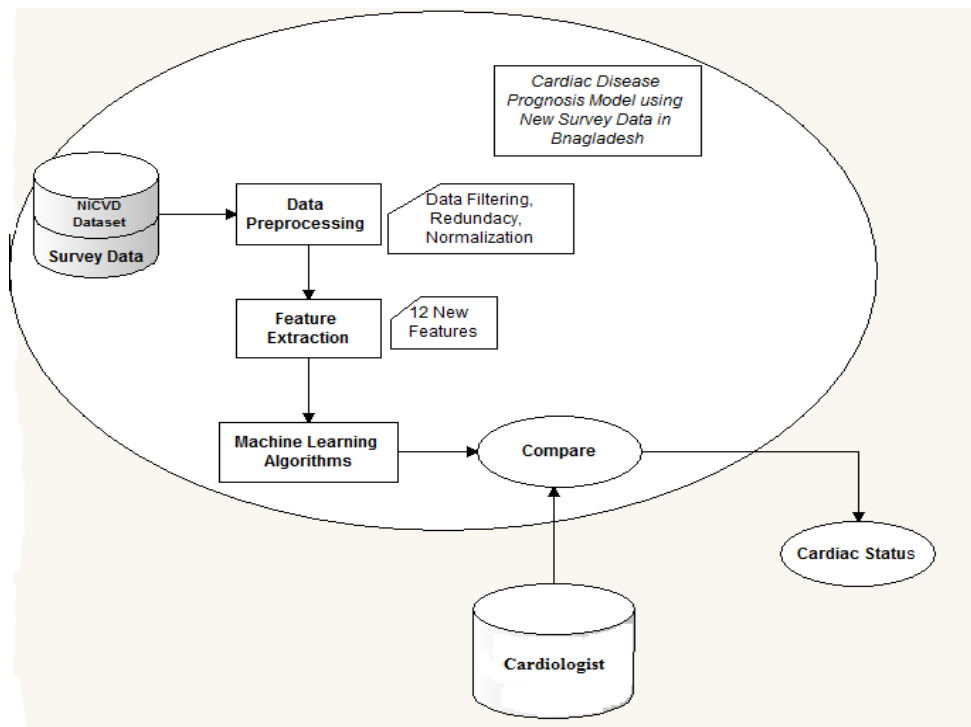 Cardiac Disease
Prognosis Model using
New Survey Data in
Bnagladesh
NICVD
Dataset
Survey Data
Data
Preprocessing
Data Filtering,
Redundacy,
Normalization
Feature
Extraction
12 New
Features
Machine Learning
Algorithms
Compare
Cardiac Status
Cardiologist